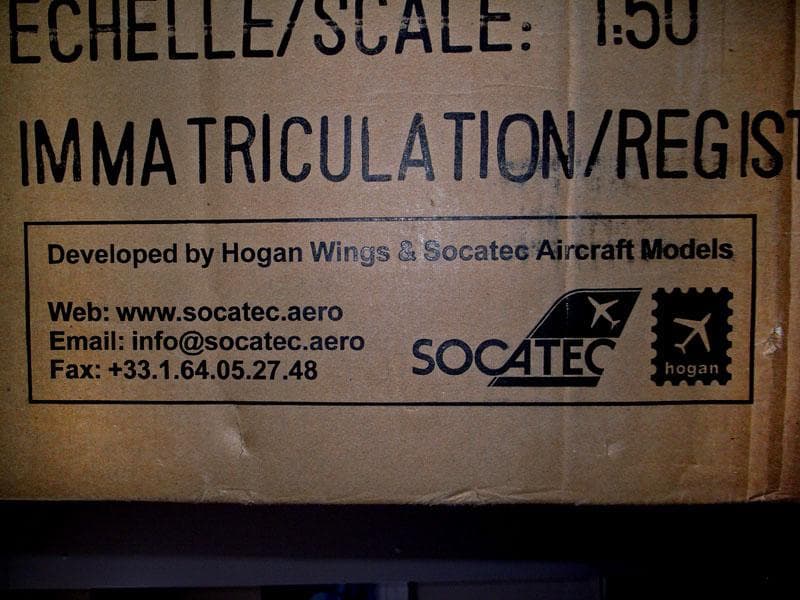 ECHELLE/SCALE: 1:50
IMMATRICULATION/REGIST
Developed by Hogan Wings & Socatec Aircraft Models
Web: www.socatec.aero
Email: info@socatec.aero
Fax: +33.1.64.05.27.48
SOCATEC
hogan